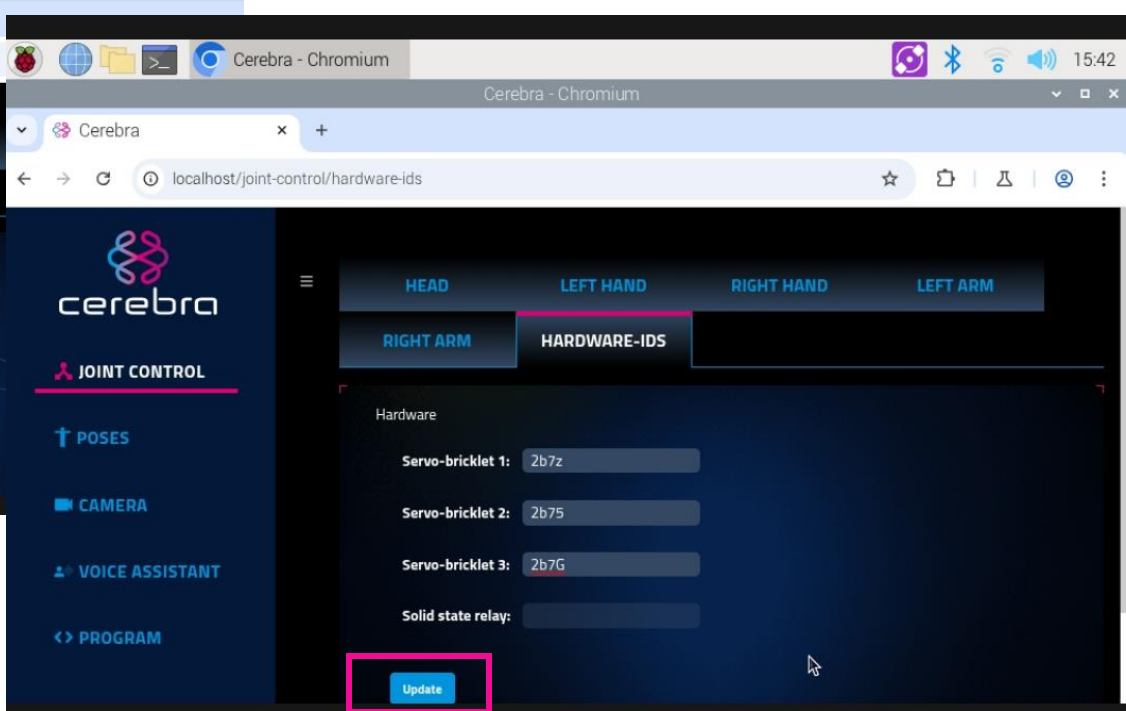 Cerebra - Chromium
15:42
Cerebra - Chromium
Cerebra
localhost/joint-control/hardware-ids
cerebra
HEAD
LEFT HAND
RIGHT HAND
LEFT ARM
RIGHT ARM
HARDWARE-IDS
JOINT CONTROL
POSES
CAMERA
VOICE ASSISTANT
PROGRAM
Hardware
Servo-bricklet 1: 2b7z
Servo-bricklet 2: 2b75
Servo-bricklet 3: 2b7G
Solid state relay:
Update